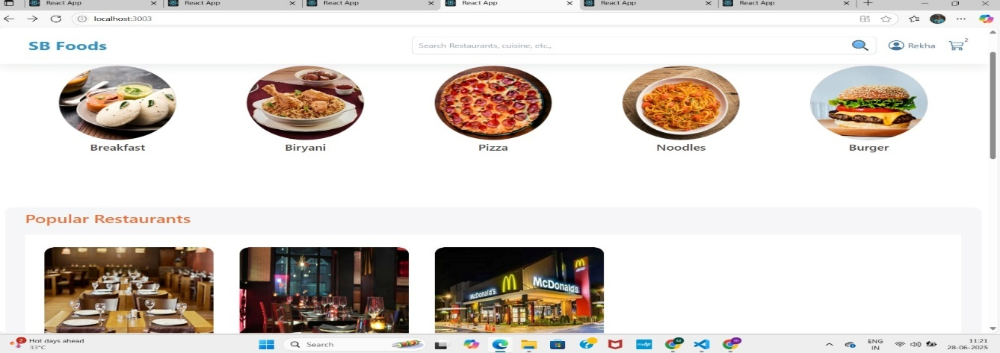 React App
React App
React App
React App
React App
React App
localhost:3003
SB Foods
Search Restaurants, cuisine, etc.,
Rekha
2
Breakfast
Biryani
Pizza
Noodles
Burger
Popular Restaurants
McDonald's
McDonald's
2
Hot days ahead
33°C
Search
ENG
IN
11:21
28-06-2025